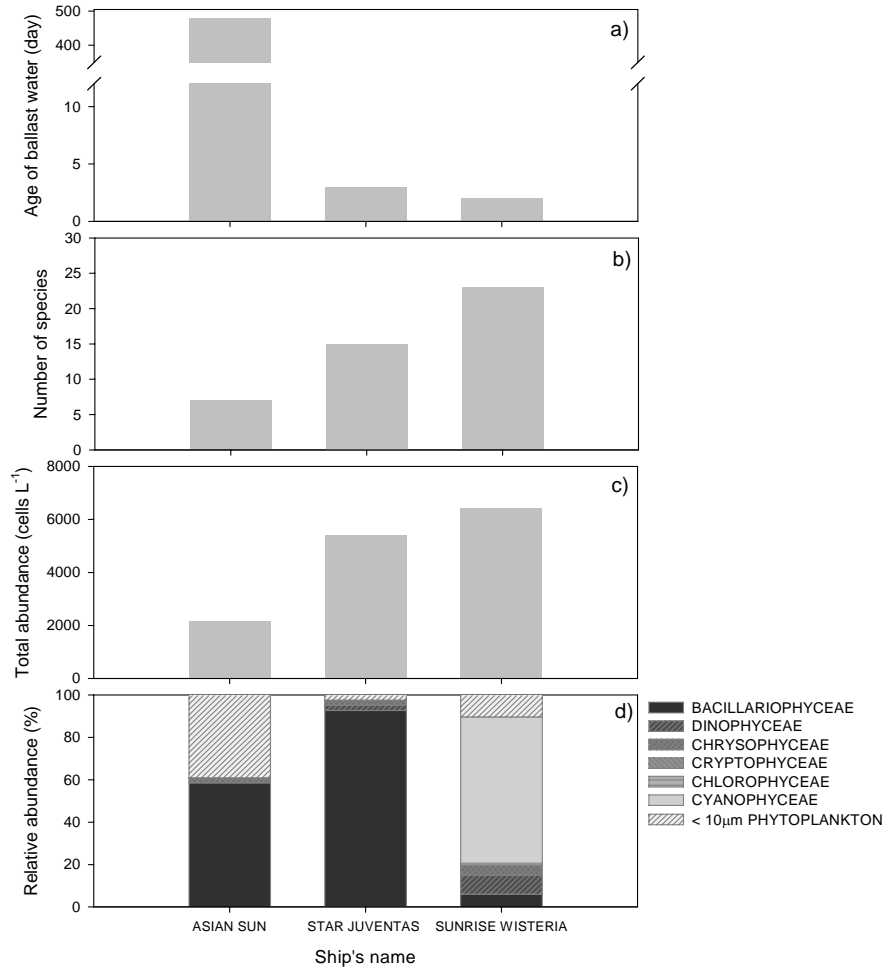 a)
Age of ballast water (day)
500
400
10
5
0
b)
Number of species
30
25
20
15
10
5
0
c)
Total abundance (cells L⁻¹)
8000
6000
4000
2000
0
d)
Relative abundance (%)
100
80
60
40
20
0
BACILLARIOPHYCEAE
DINOPHYCEAE
CHRYSOPHYCEAE
CRYPTOPHYCEAE
CHLOROPHYCEAE
CYANOPHYCEAE
< 10μm PHYTOPLANKTON
ASIAN SUN
STAR JUVENTAS
SUNRISE WISTERIA
Ship's name